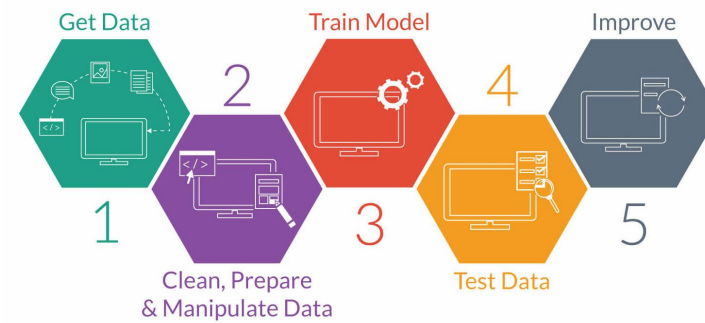 Get Data
1
2
Clean, Prepare
& Manipulate Data
</>
</>
Train Model
3
4
Test Data
Improve
5